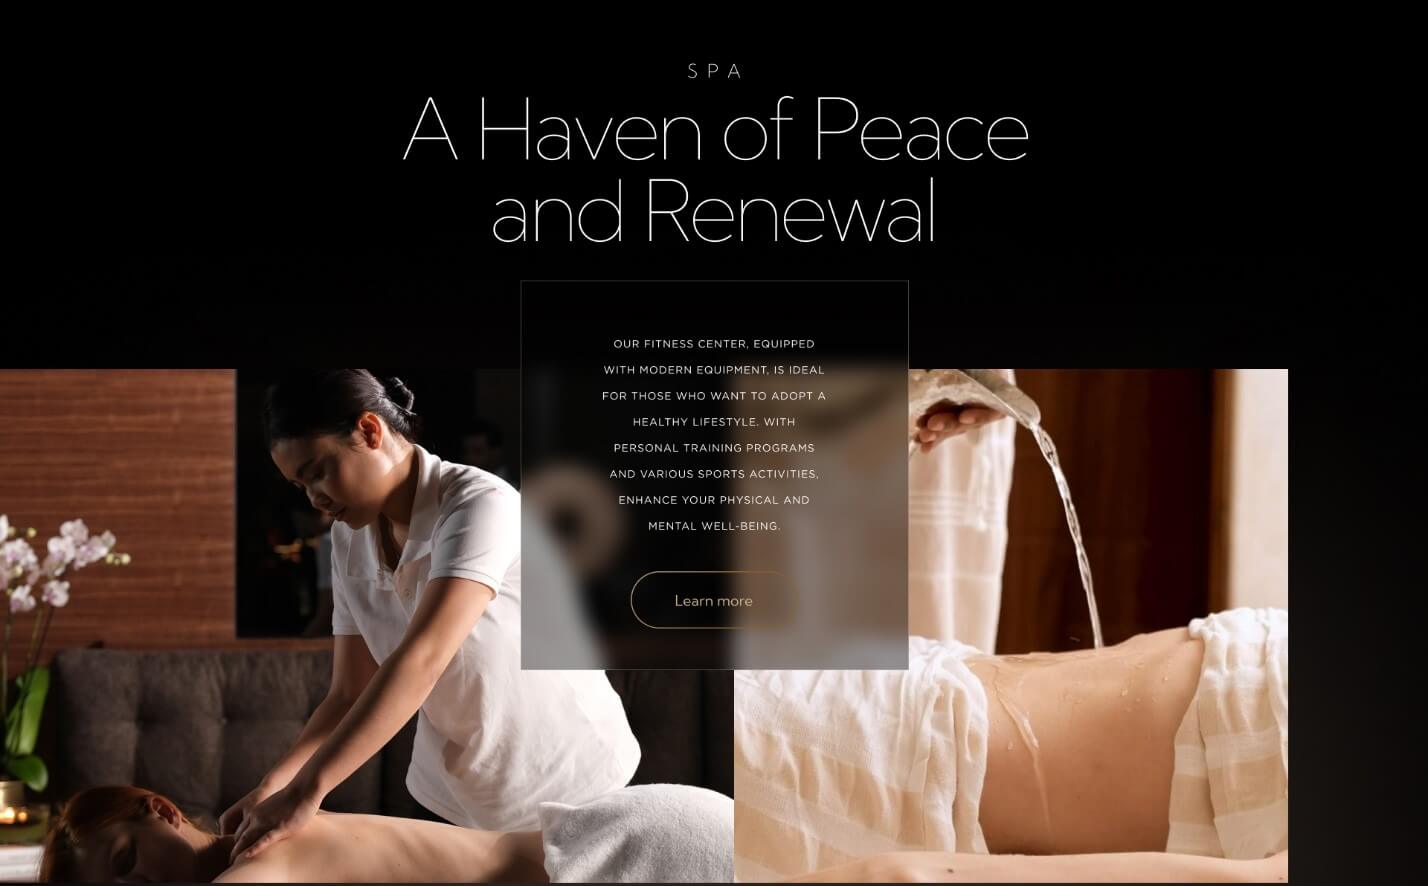 SPA
A Haven of Peace
and Renewal
OUR FITNESS CENTER, EQUIPPED
WITH MODERN EQUIPMENT, IS IDEAL
FOR THOSE WHO WANT TO ADOPT A
HEALTHY LIFESTYLE. WITH
PERSONAL TRAINING PROGRAMS
AND VARIOUS SPORTS ACTIVITIES,
ENHANCE YOUR PHYSICAL AND
MENTAL WELL-BEING.
Learn more